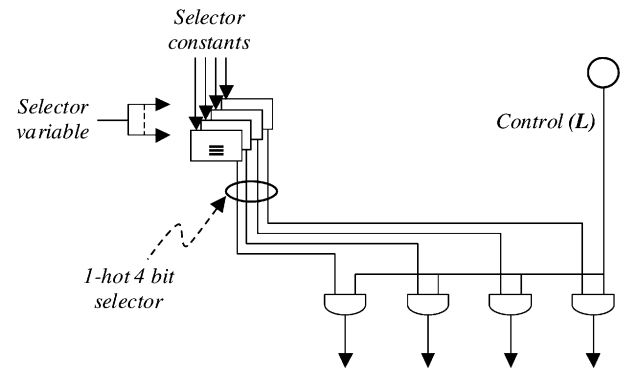 Selector
constants
Selector
variable
Control (L)
≡
1-hot 4 bit
selector